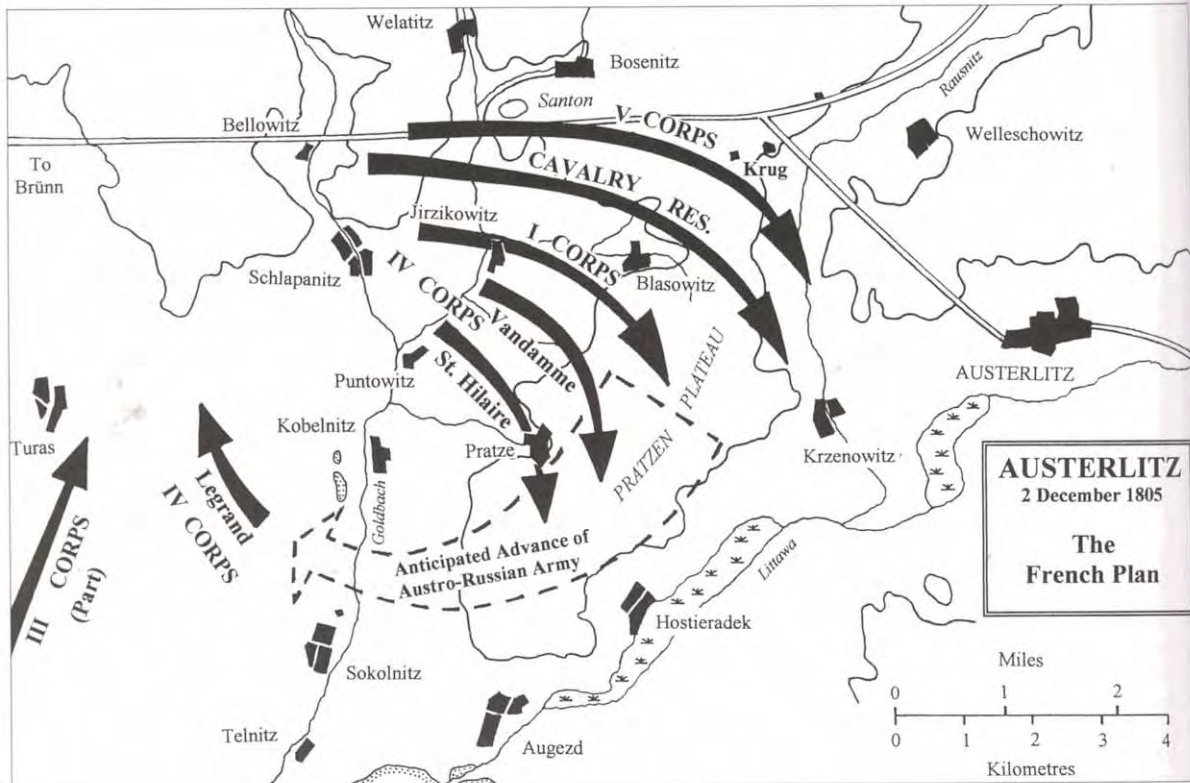 Welatitz
Bosenitz
Santon
Rausnitz
Bellowitz
V CORPS
Welleschowitz
To
Brünn
Krug
CAVALRY RES.
Jirzikowitz
I CORPS
Schlapanitz
Blasowitz
IV CORPS
Vandamme
St. Hilaire
AUSTERLITZ
Puntowitz
PRATZEN PLATEAU
Turas
Kobelnitz
Pratze
Krzenowitz
Legrand
IV CORPS
Goldbach
III CORPS
(Part)
Anticipated Advance of
Austro-Russian Army
Littawa
Hostieradek
Sokolnitz
Telnitz
Augezd
AUSTERLITZ
2 December 1805
The
French Plan
Miles
0 1 2
0 1 2 3 4
Kilometres